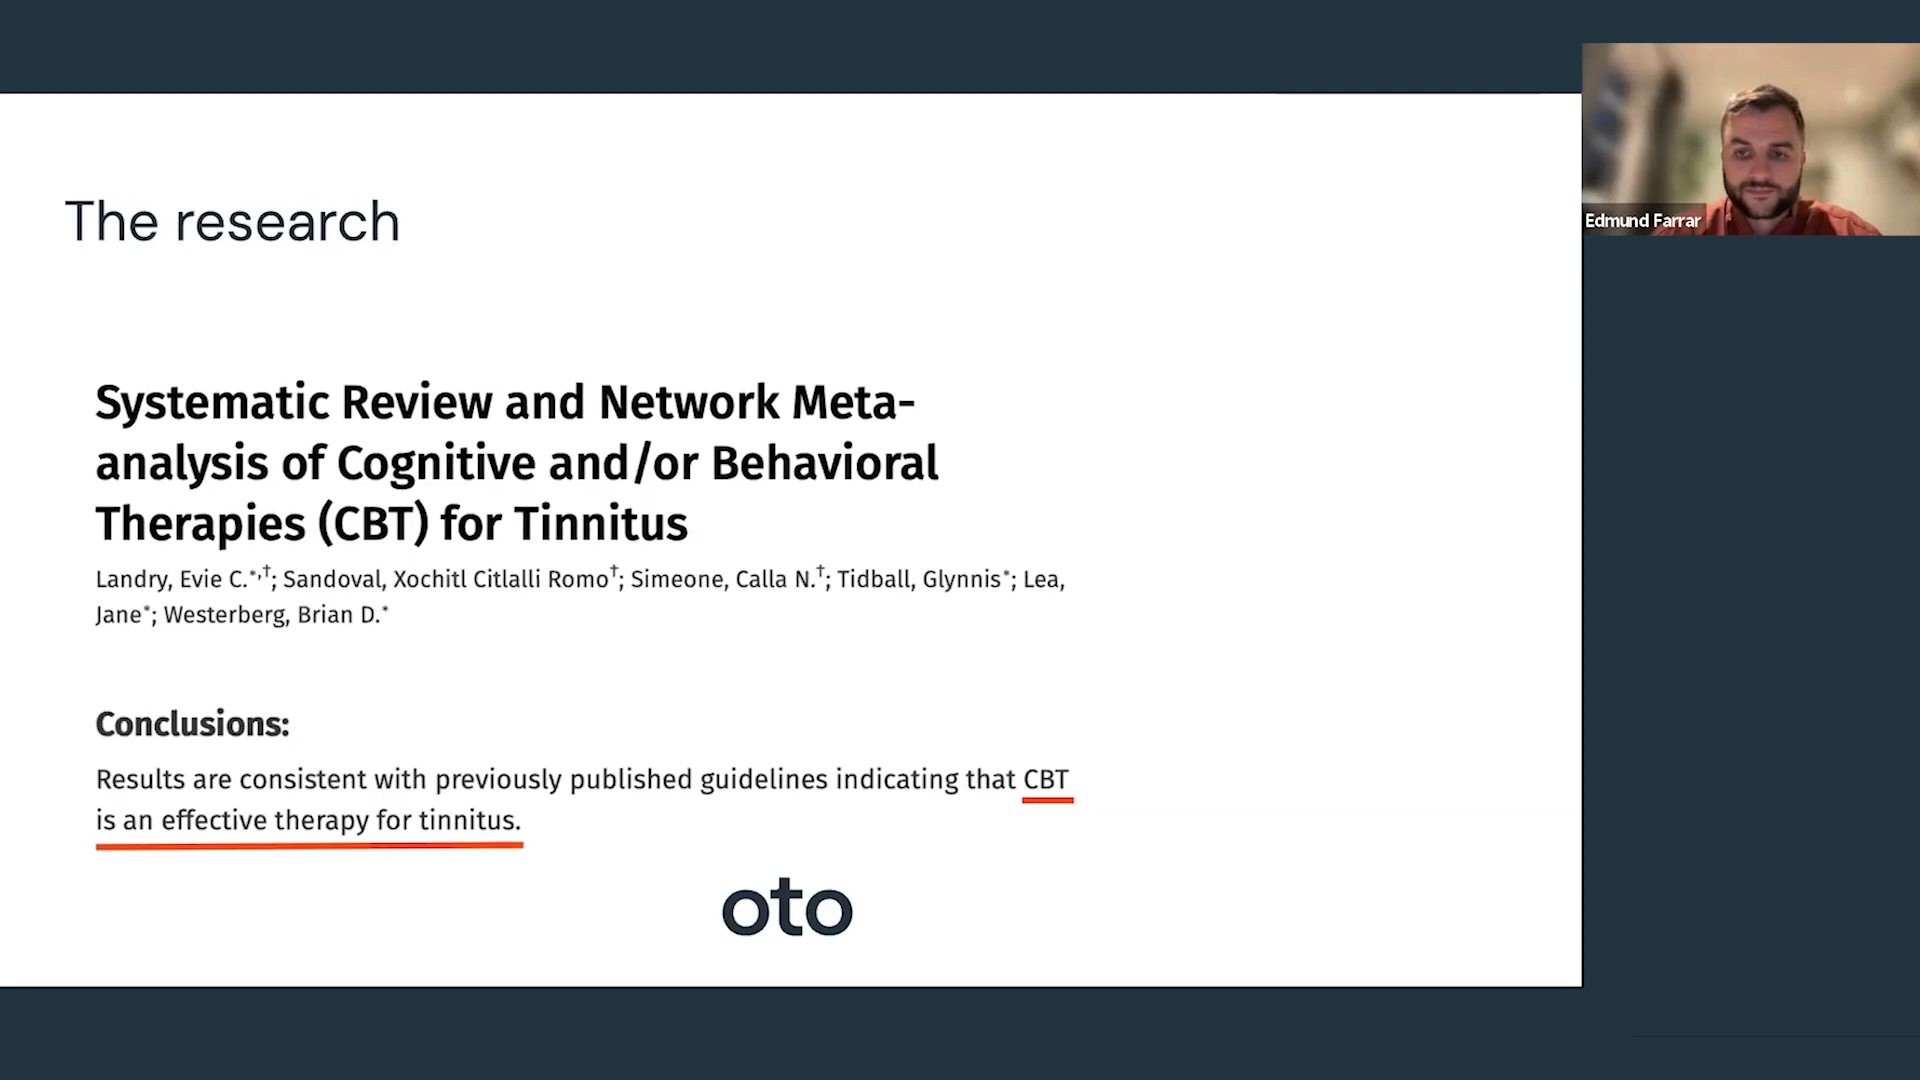 The research
Systematic Review and Network Meta-
analysis of Cognitive and/or Behavioral
Therapies (CBT) for Tinnitus
Landry, Evie C.*,†; Sandoval, Xochitl Citlalli Romo†; Simeone, Calla N.†; Tidball, Glynnis*; Lea,
Jane*; Westerberg, Brian D.*
Conclusions:
Results are consistent with previously published guidelines indicating that CBT
is an effective therapy for tinnitus.
oto
Edmund Farrar